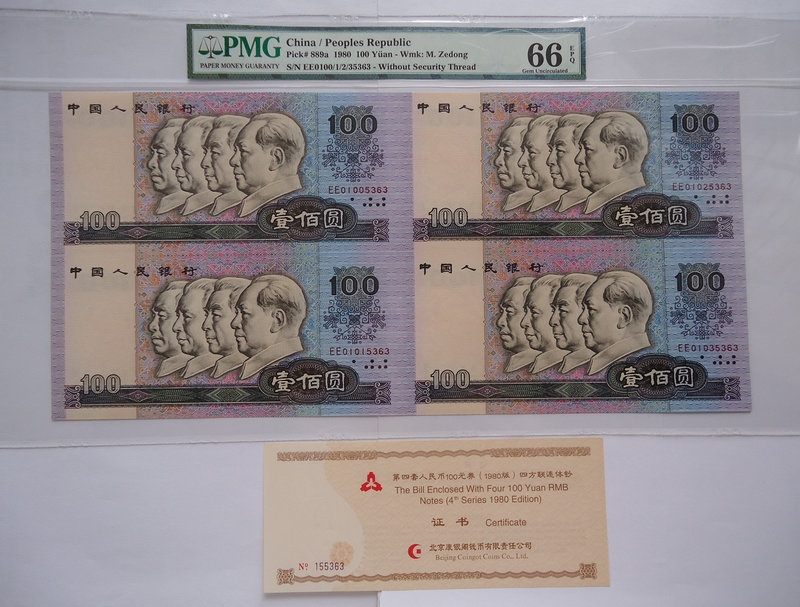 PMG
PAPER MONEY GUARANTY
China / Peoples Republic
Pick# 889a 1980 100 Yüan - Wmk: M. Zedong
S/N EE0100/1/2/35363 - Without Security Thread
66 EPQ
Gem Uncirculated
中国人民银行
100
EE01005363
100
壹佰圆
中国人民银行
100
EE01025363
100
壹佰圆
中国人民银行
100
EE01015363
100
壹佰圆
中国人民银行
100
EE01035363
100
壹佰圆
第四套人民币100元券(1980版)四方联连体钞
The Bill Enclosed With Four 100 Yuan RMB
Notes (4th Series 1980 Edition)
证书 Certificate
北京康银阁钱币有限责任公司
Beijing Coingot Coins Co., Ltd.
№ 155363